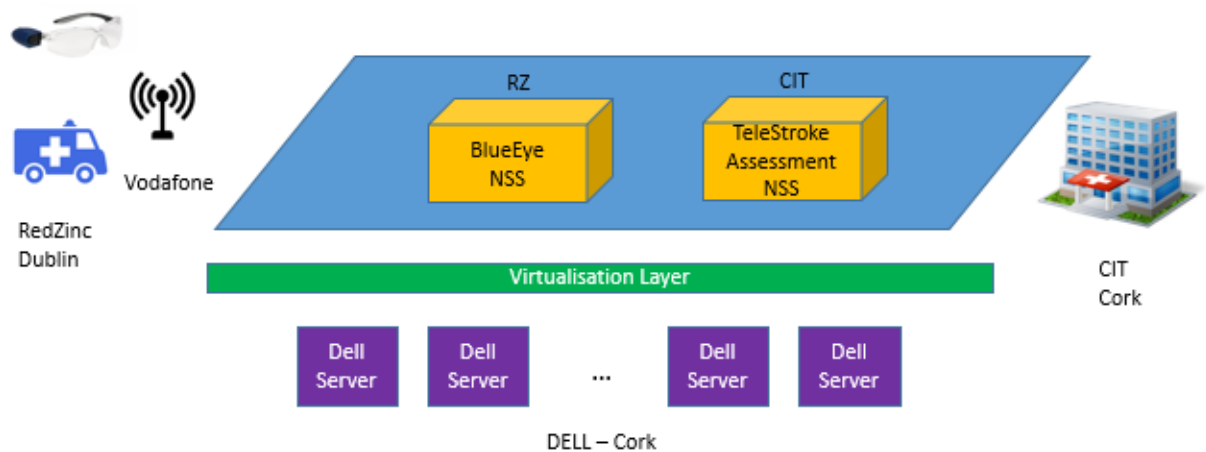 RZ
CIT
BlueEye
NSS
TeleStroke
Assessment
NSS
Vodafone
RedZinc
Dublin
Virtualisation Layer
CIT
Cork
Dell
Server
Dell
Server
...
Dell
Server
Dell
Server
DELL – Cork